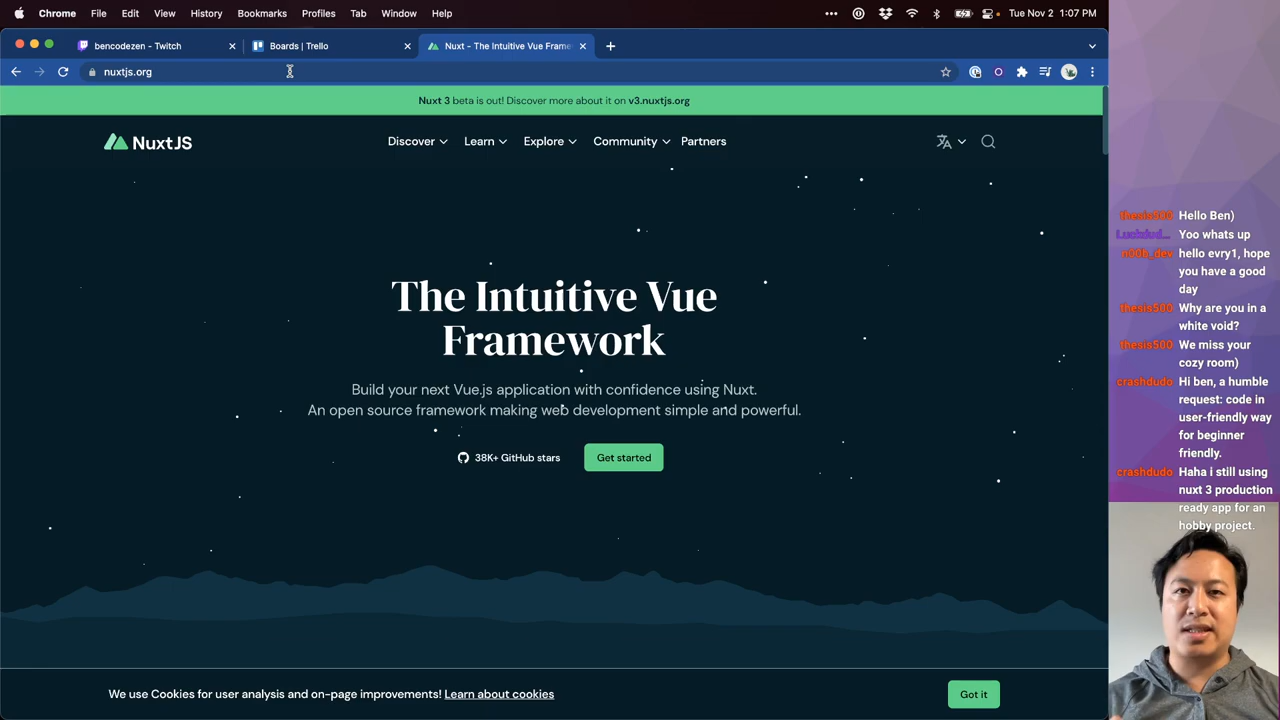 Chrome File Edit View History Bookmarks Profiles Tab Window Help
Tue Nov 2 1:07 PM
bencodezen - Twitch
Boards | Trello
Nuxt - The Intuitive Vue Frame
nuxtjs.org
Nuxt 3 beta is out! Discover more about it on v3.nuxtjs.org
NuxtJS
Discover Learn Explore Community Partners
The Intuitive Vue
Framework
Build your next Vue.js application with confidence using Nuxt.
An open source framework making web development simple and powerful.
38K+ GitHub stars
Get started
We use Cookies for user analysis and on-page improvements! Learn about cookies
Got it
thesis500 Hello Ben)
Yoo whats up
n00b_dev hello evry1, hope
you have a good
day
thesis500 Why are you in a
white void?
thesis500 We miss your
cozy room)
crashdudo Hi ben, a humble
request: code in
user-friendly way
for beginner
friendly.
crashdudo Haha i still using
nuxt 3 production
ready app for an
hobby project.